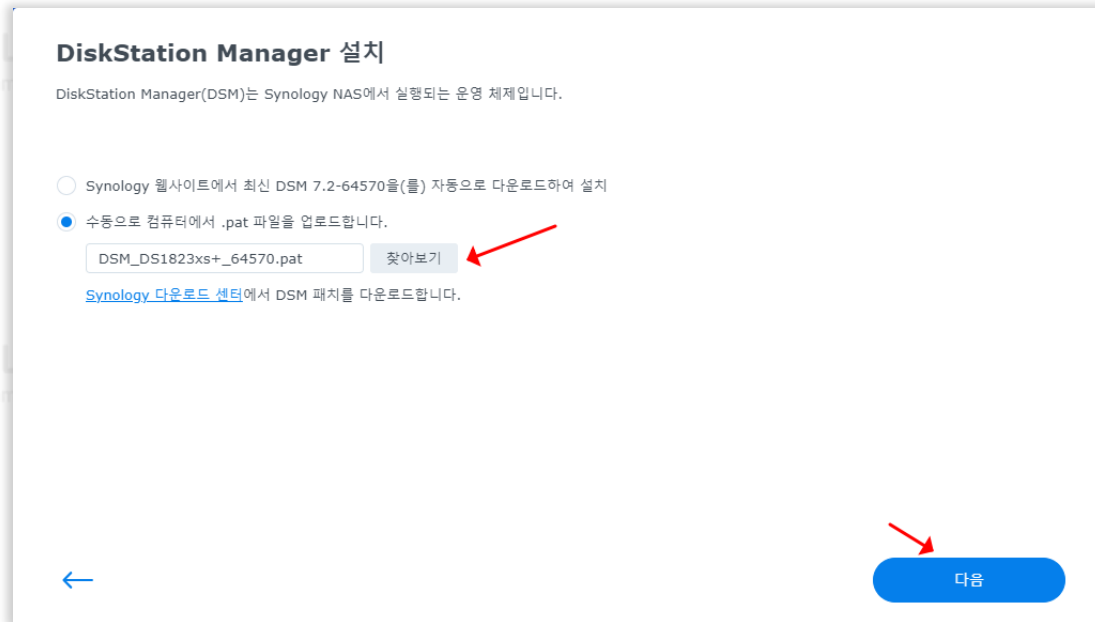 DiskStation Manager 설치
DiskStation Manager(DSM)는 Synology NAS에서 실행되는 운영 체제입니다.
Synology 웹사이트에서 최신 DSM 7.2-64570을(를) 자동으로 다운로드하여 설치
수동으로 컴퓨터에서 .pat 파일을 업로드합니다.
DSM_DS1823xs+_64570.pat 찾아보기
Synology 다운로드 센터에서 DSM 패치를 다운로드합니다.
다음